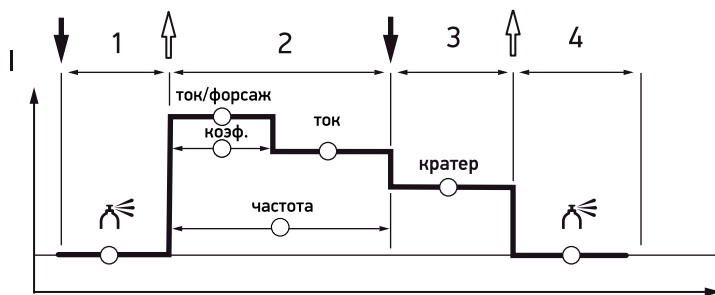 1 2 3 4
I
ток/форсаж
коэф.
ток
кратер
частота